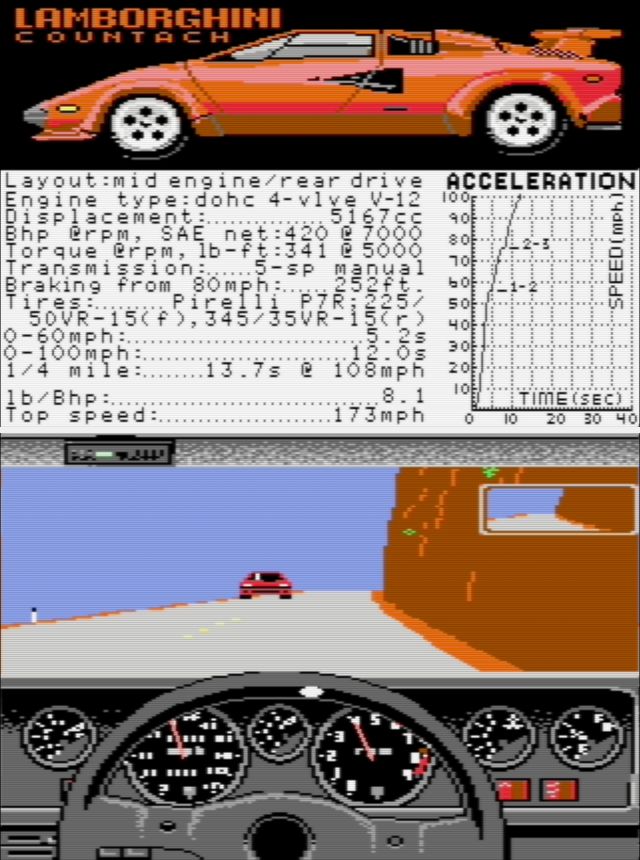 LAMBORGHINI
COUNTACH
Layout:mid engine/rear drive
Engine type:dohc 4-vlve V-12
Displacement:............5167cc
Bhp @rpm, SAE net:420 @ 7000
Torque @rpm, lb-ft:341 @ 5000
Transmission:.....5-sp manual
Braking from 80mph:.....252ft.
Tires:.......Pirelli P7R;225/
50VR-15(f),345/35VR-15(r)
0-60mph:........................5.2s
0-100mph:.....................12.0s
1/4 mile:.......13.7s @ 108mph
lb/Bhp:............................8.1
Top speed:....................173mph
ACCELERATION
100
90
80
70
60
50
40
30
20
10
SPEED(mph)
2-3
1-2
TIME(SEC)
0 10 20 30 40